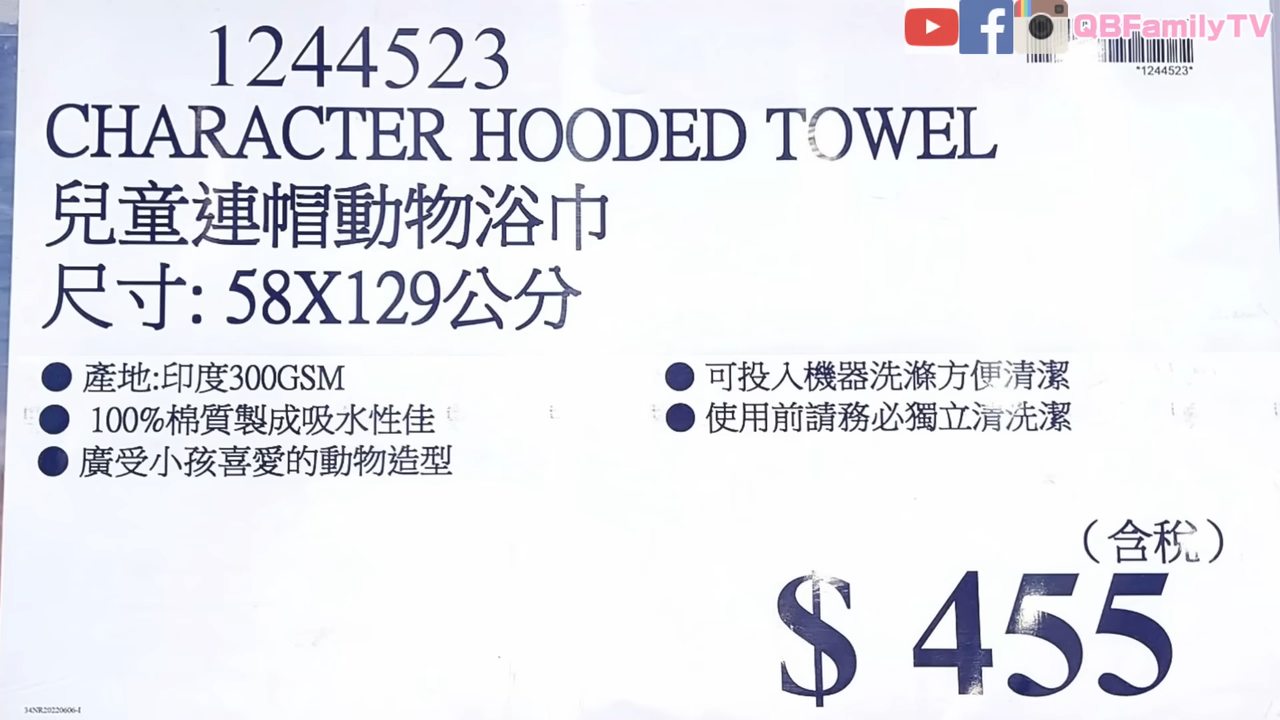 QBFamilyTV
1244523
*1244523*
CHARACTER HOODED TOWEL
兒童連帽動物浴巾
尺寸: 58X129公分
● 產地:印度300GSM
● 100%棉質製成吸水性佳
● 廣受小孩喜愛的動物造型
● 可投入機器洗滌方便清潔
● 使用前請務必獨立清洗潔
（含稅）
$ 455
34NR20220606-I